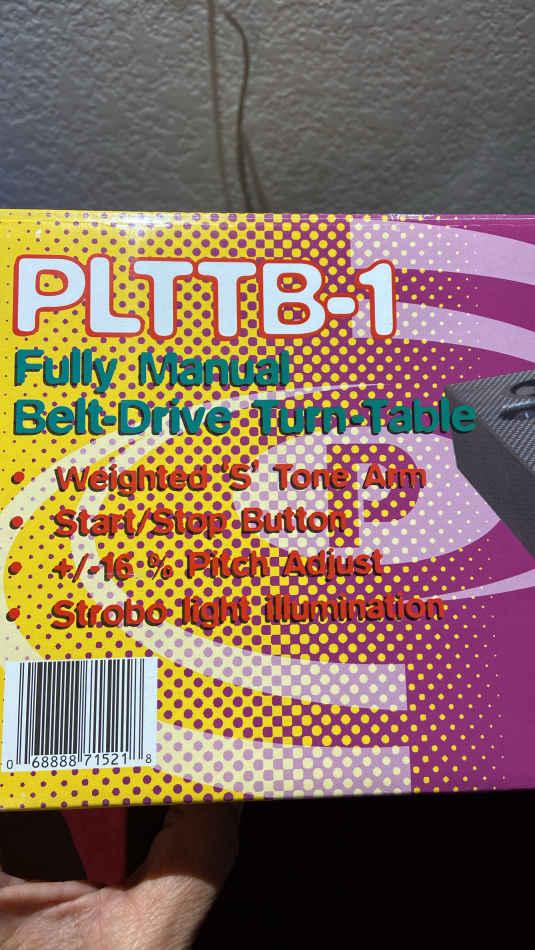 PLTTB-1
Fully Manual
Belt-Drive Turn-Table
• Weighted 'S' Tone Arm
• Start/Stop Button
• +/-16 % Pitch Adjust
• Strobo light illumination
P
0 68888 71521 8